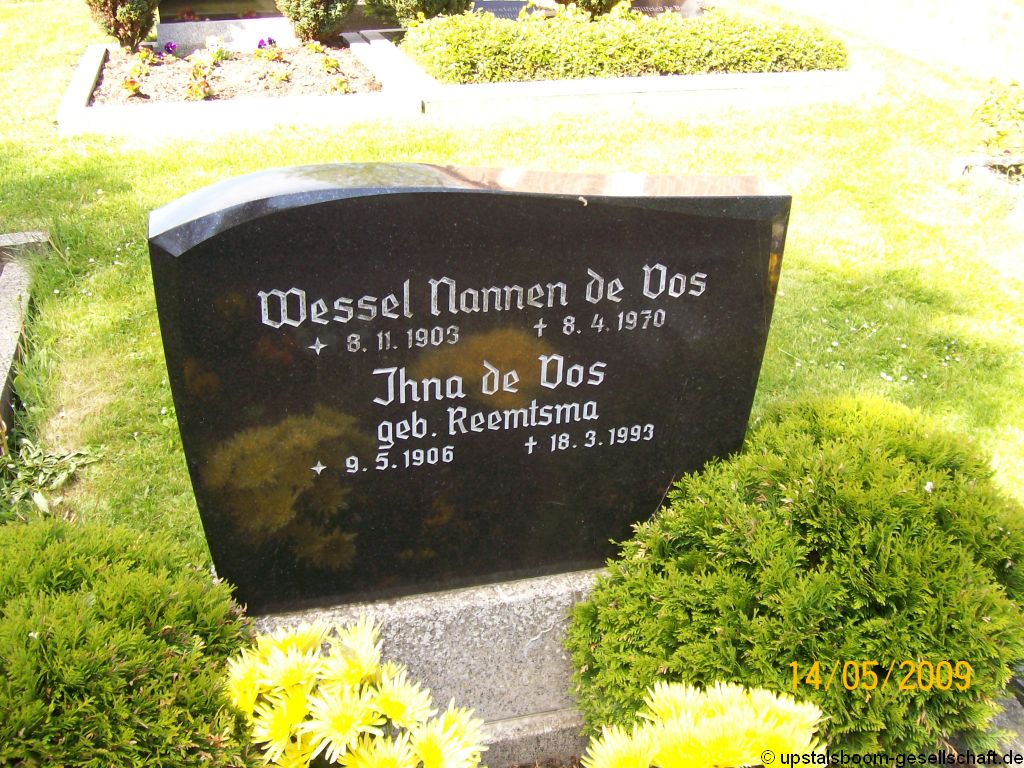 Wessel Nannen de Vos
✦ 8. 11. 1903 ✝ 8. 4. 1970
Ihna de Vos
geb. Reemtsma
✦ 9. 5. 1906 ✝ 18. 3. 1993
14/05/2009
© upstalsboom-gesellschaft.de